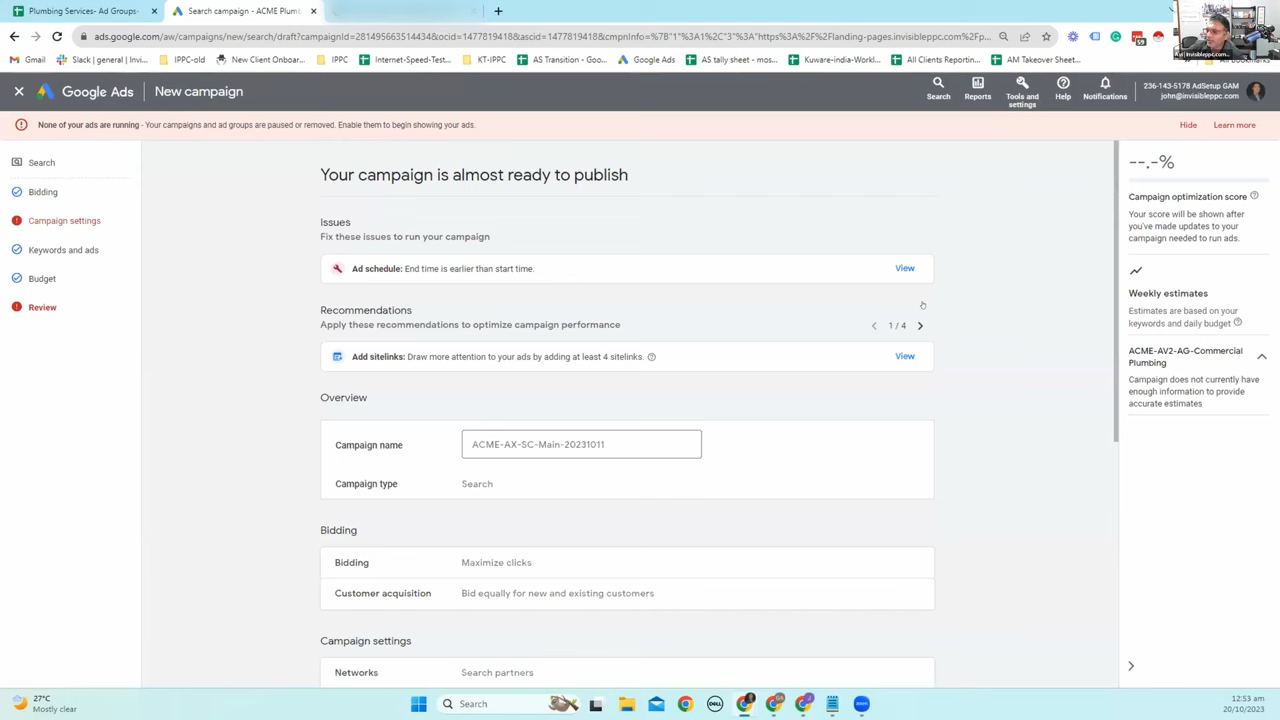 Plumbing Services- Ad Groups-
Search campaign - ACME Plumb
ads.google.com/aw/campaigns/new/search/draft?campaignId=281495663514434&ocid=1477819418&asodid=1477819418&cmpnInfo=%7B"1"%3A1%2C"3"%3A"https%3A%2F%2Flanding-pages.invisibleppc.com%2Fp...
59
Gmail
Slack | general | Invi...
IPPC-old
New Client Onboar...
IPPC
KT-IPPC
Internet-Speed-Test...
AS Transition - Goo...
Google Ads
AS tally sheet - mos...
Kuware-india-World...
All Clients Reporting...
AM Takeover Sheet...
All Bookmarks
Google Ads
New campaign
Search
Reports
Tools and settings
Help
Notifications
236-143-5178 AdSetup GAM
john@invisibleppc.com
None of your ads are running - Your campaigns and ad groups are paused or removed. Enable them to begin showing your ads.
Hide
Learn more
Search
Bidding
Campaign settings
Keywords and ads
Budget
Review
Your campaign is almost ready to publish
Issues
Fix these issues to run your campaign
Ad schedule: End time is earlier than start time.
View
Recommendations
Apply these recommendations to optimize campaign performance
1 / 4
Add sitelinks: Draw more attention to your ads by adding at least 4 sitelinks.
View
Overview
Campaign name
ACME-AX-SC-Main-20231011
Campaign type
Search
Bidding
Bidding
Maximize clicks
Customer acquisition
Bid equally for new and existing customers
Campaign settings
Networks
Search partners
--.-%
Campaign optimization score
Your score will be shown after
you've made updates to your
campaign needed to run ads.
Weekly estimates
Estimates are based on your
keywords and daily budget
ACME-AV2-AG-Commercial
Plumbing
Campaign does not currently have
enough information to provide
accurate estimates
27°C
Mostly clear
Search
DELL
zoom
12:53 am
20/10/2023